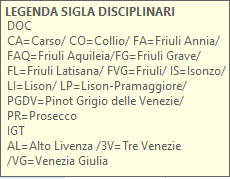 LEGENDA SIGLA DISCIPLINARI
DOC
CA=Carso/ CO=Collio/ FA=Friuli Annia/
FAQ=Friuli Aquileia/FG=Friuli Grave/
FL=Friuli Latisana/ FVG=Friuli/ IS=Isonzo/
LI=Lison/ LP=Lison-Pramaggiore/
PGDV=Pinot Grigio delle Venezie/
PR=Prosecco
IGT
AL=Alto Livenza /3V=Tre Venezie
/VG=Venezia Giulia